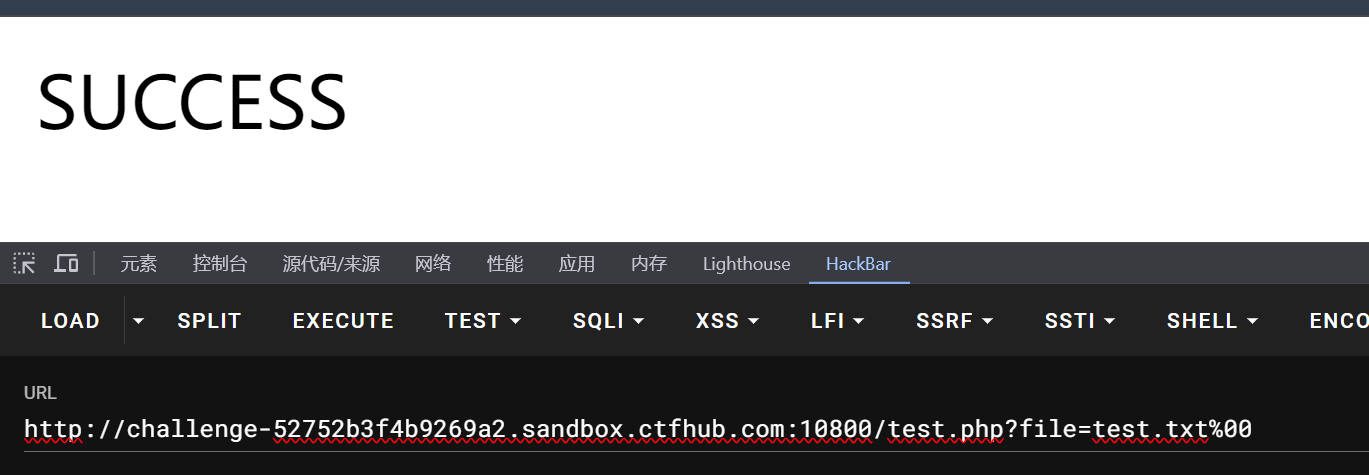 SUCCESS
元素 控制台 源代码/来源 网络 性能 应用 内存 Lighthouse HackBar
LOAD SPLIT EXECUTE TEST SQLI XSS LFI SSRF SSTI SHELL ENCO
URL
http://challenge-52752b3f4b9269a2.sandbox.ctfhub.com:10800/test.php?file=test.txt%00